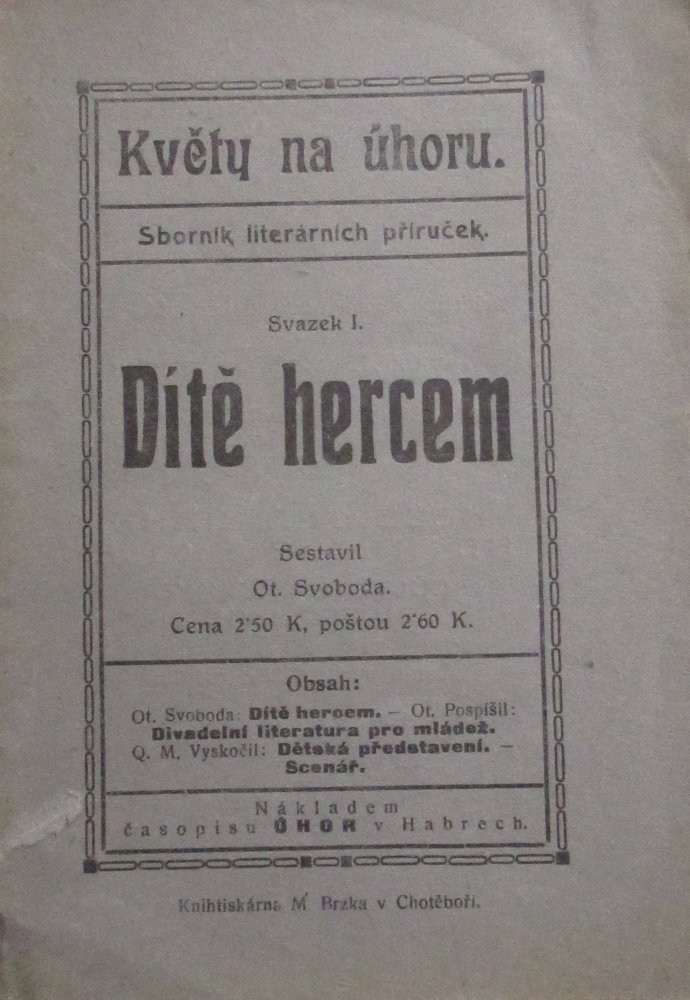 Květy na úhoru.
Sborník literárních příruček.
Svazek I.
Dítě hercem
Sestavil
Ot. Svoboda.
Cena 2·50 K, poštou 2·60 K.
Obsah:
Ot. Svoboda: Dítě hercem. — Ot. Pospíšil:
Divadelní literatura pro mládež.
Q. M. Vyskočil: Dětská představení. —
Scenář.
Nákladem
časopisu ÚHOR v Habrech.
Knihtiskárna M. Brzka v Chotěboři.